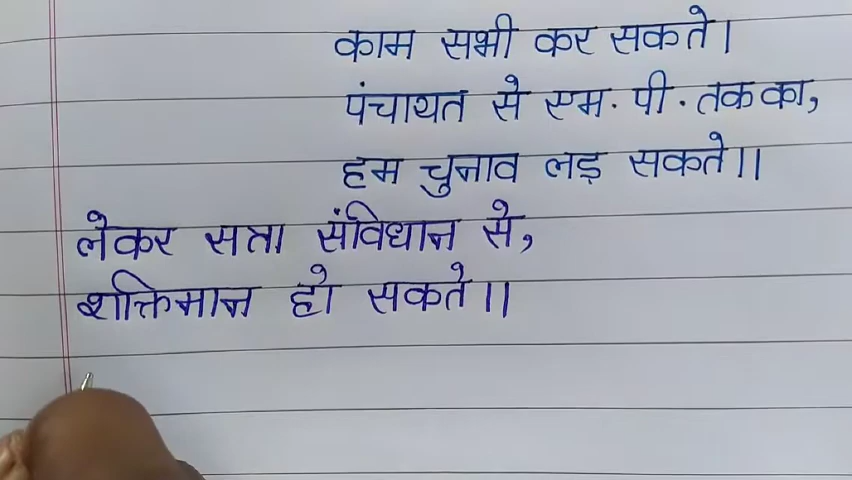 काम सभी कर सकते।
पंचायत से एम. पी. तक का,
हम चुनाव लड़ सकते।।
लेकर सत्ता संविधान से,
शक्तिमान हो सकते।।